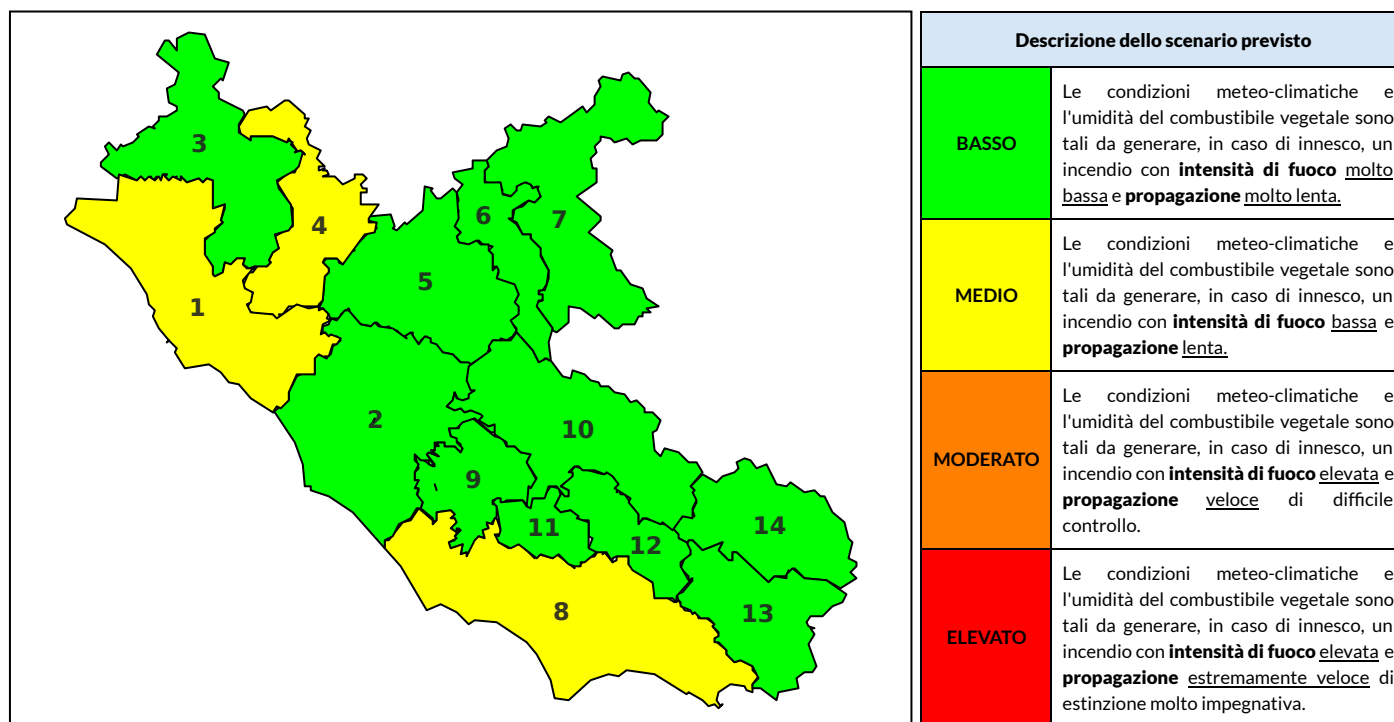 3
4
6
7
5
1
2
10
9
11
12
14
8
13
Descrizione dello scenario previsto
BASSO
Le condizioni meteo-climatiche e
l'umidità del combustibile vegetale sono
tali da generare, in caso di innesco, un
incendio con intensità di fuoco molto
bassa e propagazione molto lenta.
MEDIO
Le condizioni meteo-climatiche e
l'umidità del combustibile vegetale sono
tali da generare, in caso di innesco, un
incendio con intensità di fuoco bassa e
propagazione lenta.
MODERATO
Le condizioni meteo-climatiche e
l'umidità del combustibile vegetale sono
tali da generare, in caso di innesco, un
incendio con intensità di fuoco elevata e
propagazione veloce di difficile
controllo.
ELEVATO
Le condizioni meteo-climatiche e
l'umidità del combustibile vegetale sono
tali da generare, in caso di innesco, un
incendio con intensità di fuoco elevata e
propagazione estremamente veloce di
estinzione molto impegnativa.